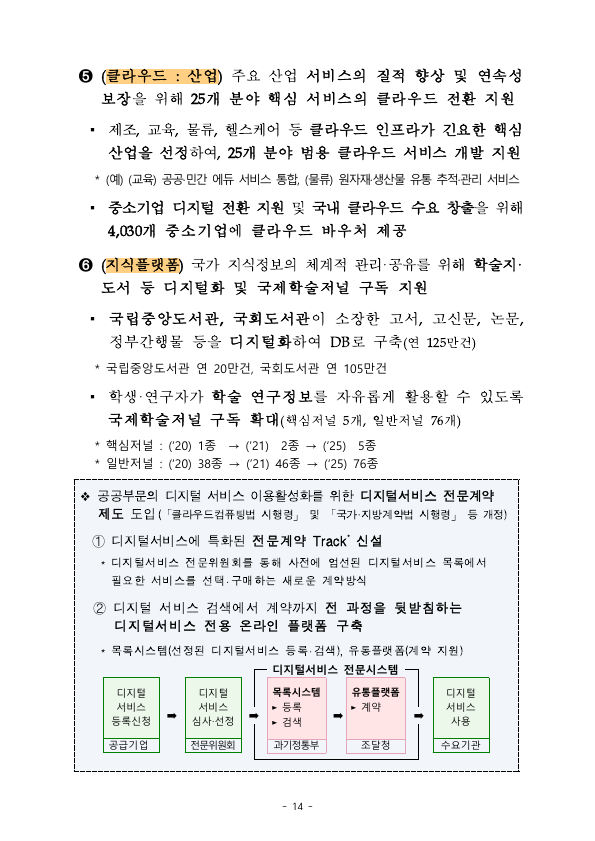 ❺ (클라우드 : 산업) 주요 산업 서비스의 질적 향상 및 연속성
보장을 위해 25개 분야 핵심 서비스의 클라우드 전환 지원
▪ 제조, 교육, 물류, 헬스케어 등 클라우드 인프라가 긴요한 핵심
산업을 선정하여, 25개 분야 범용 클라우드 서비스 개발 지원
* (예) (교육) 공공·민간 에듀 서비스 통합, (물류) 원자재·생산물 유통 추적·관리 서비스
▪ 중소기업 디지털 전환 지원 및 국내 클라우드 수요 창출을 위해
4,030개 중소기업에 클라우드 바우처 제공
❻ (지식플랫폼) 국가 지식정보의 체계적 관리·공유를 위해 학술지·
도서 등 디지털화 및 국제학술저널 구독 지원
▪ 국립중앙도서관, 국회도서관이 소장한 고서, 고신문, 논문,
정부간행물 등을 디지털화하여 DB로 구축(연 125만건)
* 국립중앙도서관 연 20만건, 국회도서관 연 105만건
▪ 학생·연구자가 학술 연구정보를 자유롭게 활용할 수 있도록
국제학술저널 구독 확대(핵심저널 5개, 일반저널 76개)
* 핵심저널 : ('20) 1종 → ('21) 2종 → ('25) 5종
* 일반저널 : ('20) 38종 → ('21) 46종 → ('25) 76종
❖ 공공부문의 디지털 서비스 이용활성화를 위한 디지털서비스 전문계약
제도 도입(「클라우드컴퓨팅법 시행령」 및 「국가·지방계약법 시행령」 등 개정)
① 디지털서비스에 특화된 전문계약 Track* 신설
* 디지털서비스 전문위원회를 통해 사전에 엄선된 디지털서비스 목록에서
필요한 서비스를 선택·구매하는 새로운 계약방식
② 디지털 서비스 검색에서 계약까지 전 과정을 뒷받침하는
디지털서비스 전용 온라인 플랫폼 구축
* 목록시스템(선정된 디지털서비스 등록·검색), 유통플랫폼(계약 지원)
디지털서비스 전문시스템
디지털 서비스 등록신청 ➡ 디지털 서비스 심사·선정 ➡ 목록시스템 ► 등록 ► 검색 ➡ 유통플랫폼 ► 계약 ➡ 디지털 서비스 사용
공급기업 전문위원회 과기정통부 조달청 수요기관
- 14 -